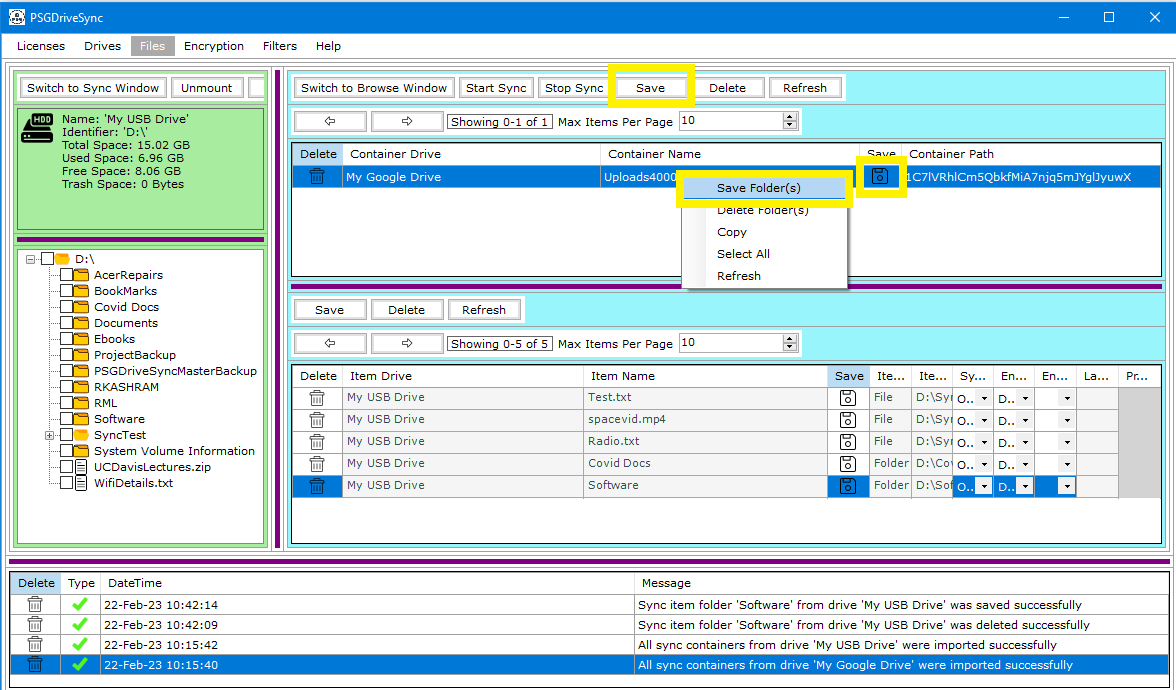 PSGDriveSync
Licenses Drives Files Encryption Filters Help
Switch to Sync Window Unmount
HDD
Name: 'My USB Drive'
Identifier: 'D:\'
Total Space: 15.02 GB
Used Space: 6.96 GB
Free Space: 8.06 GB
Trash Space: 0 Bytes
D:\
AcerRepairs
BookMarks
Covid Docs
Documents
Ebooks
ProjectBackup
PSGDriveSyncMasterBackup
RKASHRAM
RML
Software
SyncTest
System Volume Information
UCDavisLectures.zip
WifiDetails.txt
Switch to Browse Window Start Sync Stop Sync Save Delete Refresh
Showing 0-1 of 1 Max Items Per Page 10
Delete Container Drive Container Name Save Container Path
My Google Drive Uploads4000 1C7lVRhlCm5QbkfMiA7njq5mJYglJyuwX
Save Folder(s)
Delete Folder(s)
Copy
Select All
Refresh
Save Delete Refresh
Showing 0-5 of 5 Max Items Per Page 10
Delete Item Drive Item Name Save Ite... Ite... Sy... En... En... La... Pr...
My USB Drive Test.txt File D:\Syn O.. D..
My USB Drive spacevid.mp4 File D:\Syn O.. D..
My USB Drive Radio.txt File D:\Syn O.. D..
My USB Drive Covid Docs Folder D:\Cov O.. D..
My USB Drive Software Folder D:\Sof O.. D..
Delete Type DateTime Message
22-Feb-23 10:42:14 Sync item folder 'Software' from drive 'My USB Drive' was saved successfully
22-Feb-23 10:42:09 Sync item folder 'Software' from drive 'My USB Drive' was deleted successfully
22-Feb-23 10:15:42 All sync containers from drive 'My USB Drive' were imported successfully
22-Feb-23 10:15:40 All sync containers from drive 'My Google Drive' were imported successfully